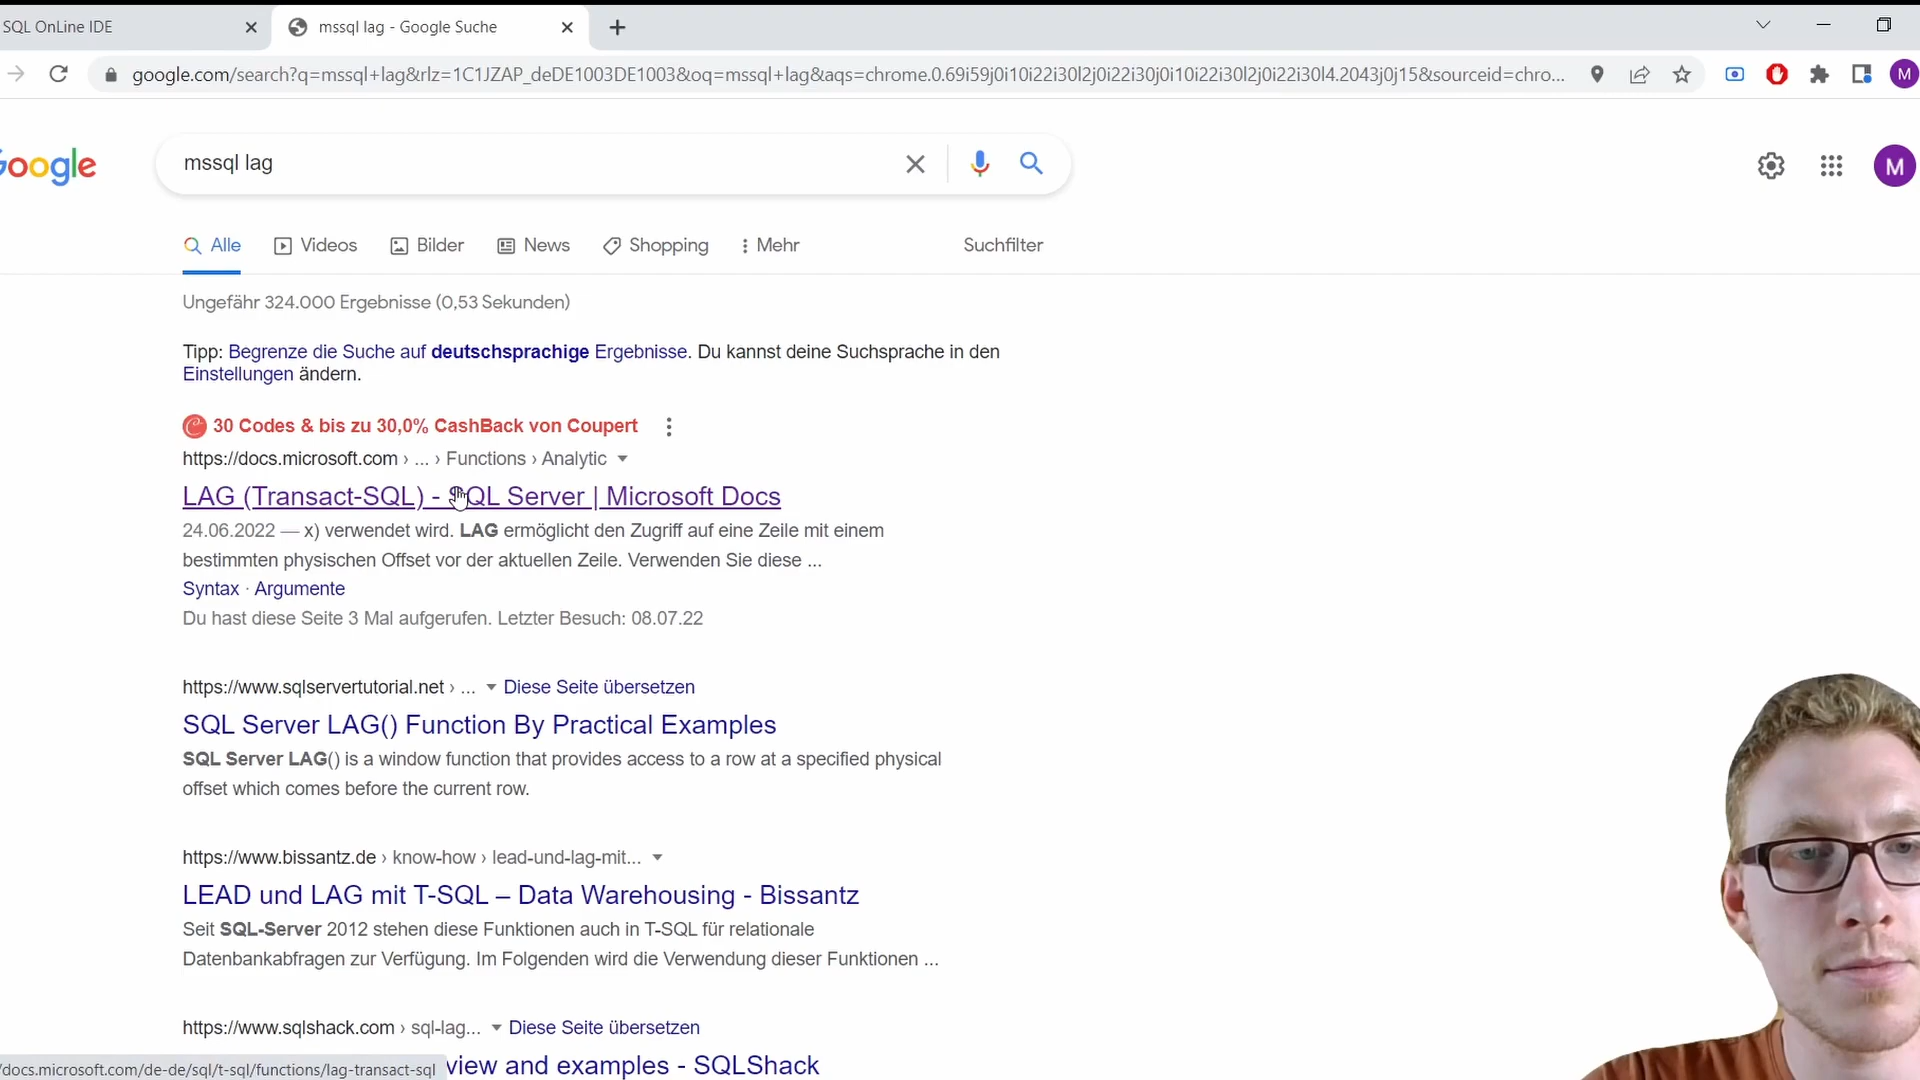 SQL OnLine IDE
mssql lag - Google Suche
google.com/search?q=mssql+lag&rlz=1C1JZAP_deDE1003DE1003&oq=mssql+lag&aqs=chrome.0.69i59j0i10i22i30l2j0i22i30j0i10i22i30l2j0i22i30l4.2043j0j15&sourceid=chro...
M
Google
mssql lag
M
Alle Videos Bilder News Shopping Mehr Suchfilter
Ungefähr 324.000 Ergebnisse (0,53 Sekunden)
Tipp: Begrenze die Suche auf deutschsprachige Ergebnisse. Du kannst deine Suchsprache in den
Einstellungen ändern.
30 Codes & bis zu 30,0% CashBack von Coupert
https://docs.microsoft.com › ... › Functions › Analytic
LAG (Transact-SQL) - SQL Server | Microsoft Docs
24.06.2022 — x) verwendet wird. LAG ermöglicht den Zugriff auf eine Zeile mit einem
bestimmten physischen Offset vor der aktuellen Zeile. Verwenden Sie diese ...
Syntax · Argumente
Du hast diese Seite 3 Mal aufgerufen. Letzter Besuch: 08.07.22
https://www.sqlservertutorial.net › ... Diese Seite übersetzen
SQL Server LAG() Function By Practical Examples
SQL Server LAG() is a window function that provides access to a row at a specified physical
offset which comes before the current row.
https://www.bissantz.de › know-how › lead-und-lag-mit...
LEAD und LAG mit T-SQL – Data Warehousing - Bissantz
Seit SQL-Server 2012 stehen diese Funktionen auch in T-SQL für relationale
Datenbankabfragen zur Verfügung. Im Folgenden wird die Verwendung dieser Funktionen ...
https://www.sqlshack.com › sql-lag... Diese Seite übersetzen
view and examples - SQLShack
/docs.microsoft.com/de-de/sql/t-sql/functions/lag-transact-sql